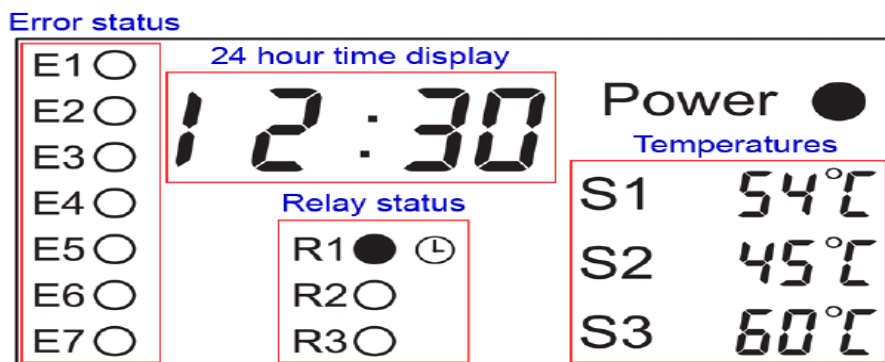 Error status
E1
E2
E3
E4
E5
E6
E7
24 hour time display
12:30
Relay status
R1
R2
R3
Power
Temperatures
S1 54°C
S2 45°C
S3 60°C